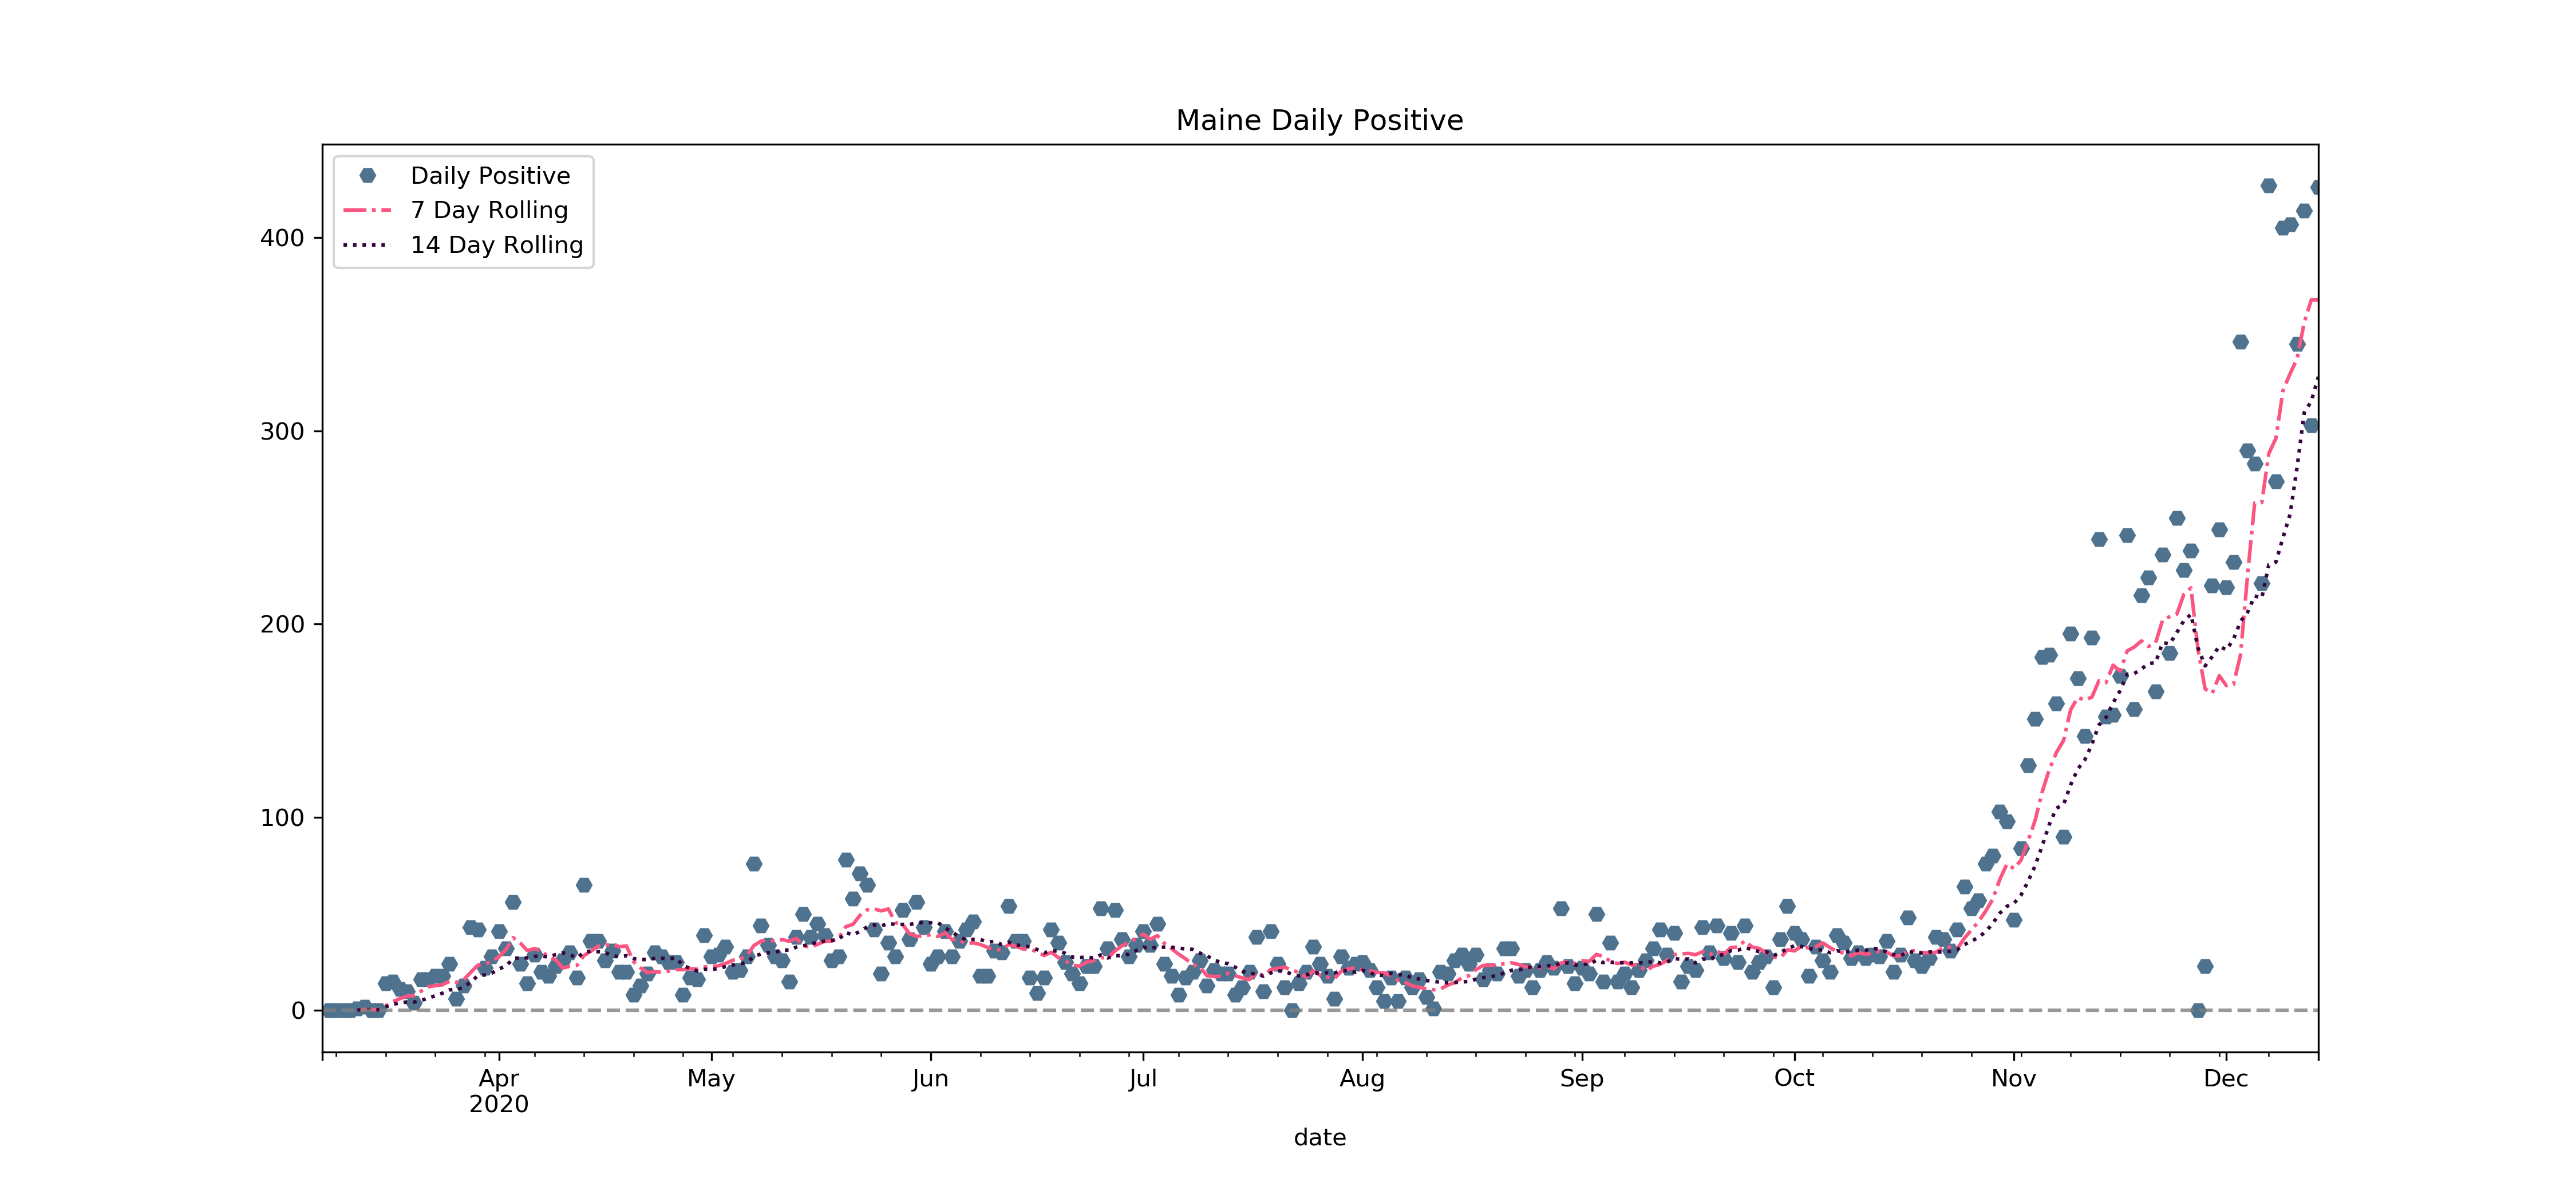 Maine Daily Positive
Daily Positive
7 Day Rolling
14 Day Rolling
400
300
200
100
0
Apr May Jun Jul Aug Sep Oct Nov Dec
2020
date